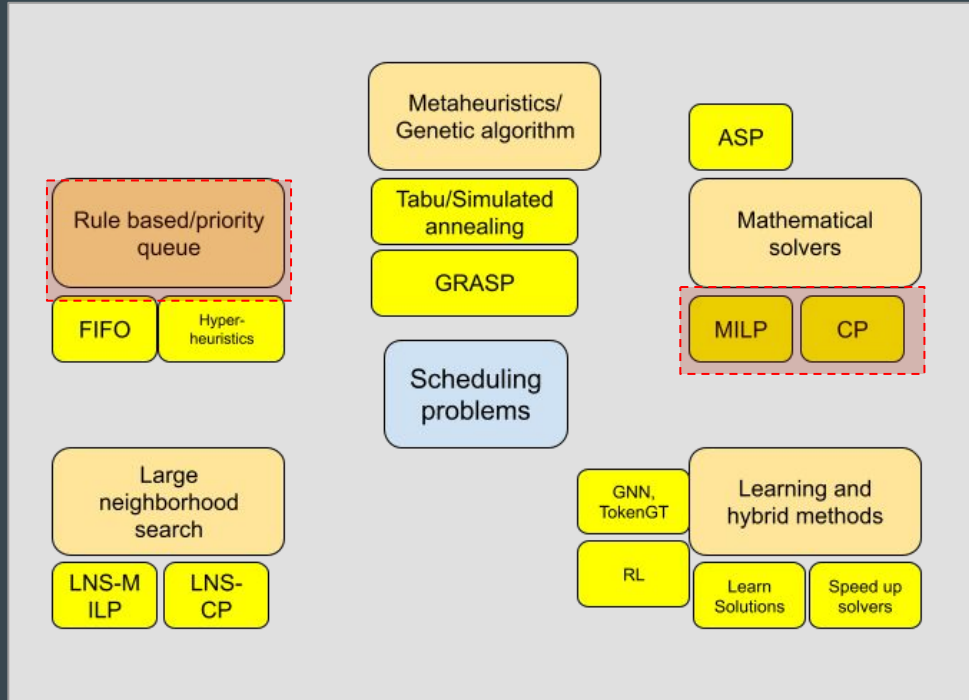 Metaheuristics/
Genetic algorithm
Tabu/Simulated
annealing
GRASP
ASP
Mathematical
solvers
MILP
CP
Rule based/priority
queue
FIFO
Hyper-
heuristics
Scheduling
problems
Large
neighborhood
search
LNS-M
ILP
LNS-
CP
GNN,
TokenGT
RL
Learning and
hybrid methods
Learn
Solutions
Speed up
solvers